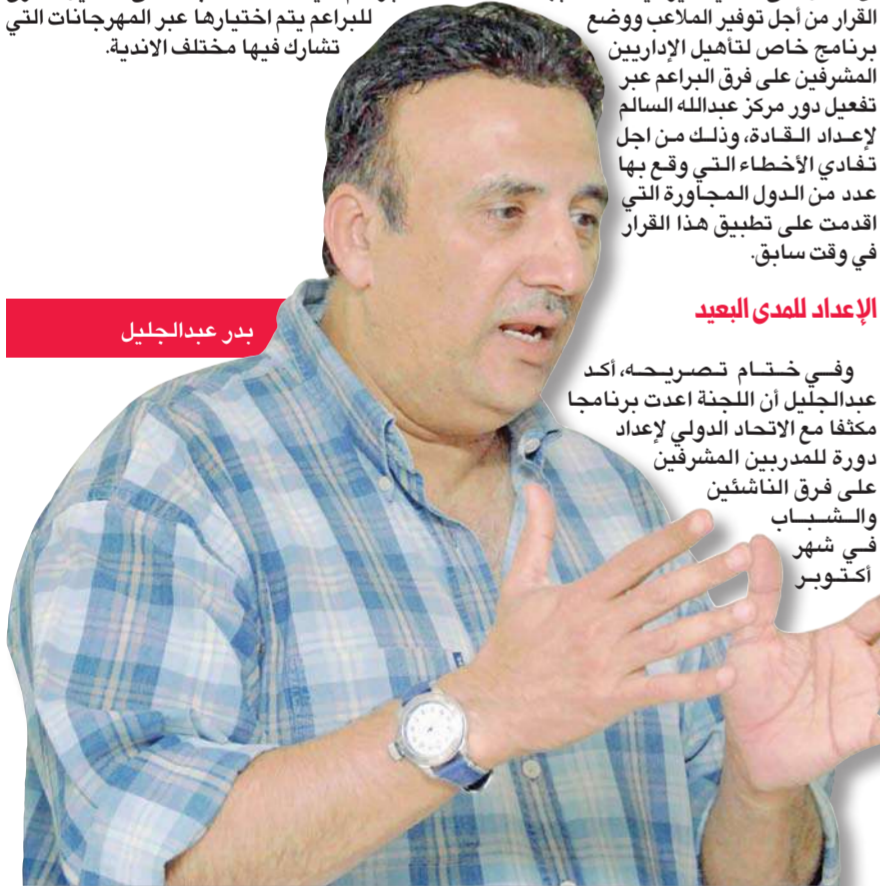 القرار من أجل توفير الملاعب ووضع
برنامج خاص لتأهيل الإداريين
المشرفين على فرق البراعم عبر
تفعيل دور مركز عبدالله السالم
لإعداد القادة، وذلك من اجل
تفادي الأخطاء التي وقع بها
عدد من الدول المجاورة التي
اقدمت على تطبيق هذا القرار
في وقت سابق.
الإعداد للمدى البعيد
وفي ختام تصريحه، أكد
عبدالجليل أن اللجنة اعدت برنامجا
مكثفا مع الاتحاد الدولي لإعداد
دورة للمدربين المشرفين
على فرق الناشئين
والشباب
في شهر
أكتوبر
للبراعم يتم اختيارها عبر المهرجانات التي
تشارك فيها مختلف الاندية.
بدر عبدالجليل